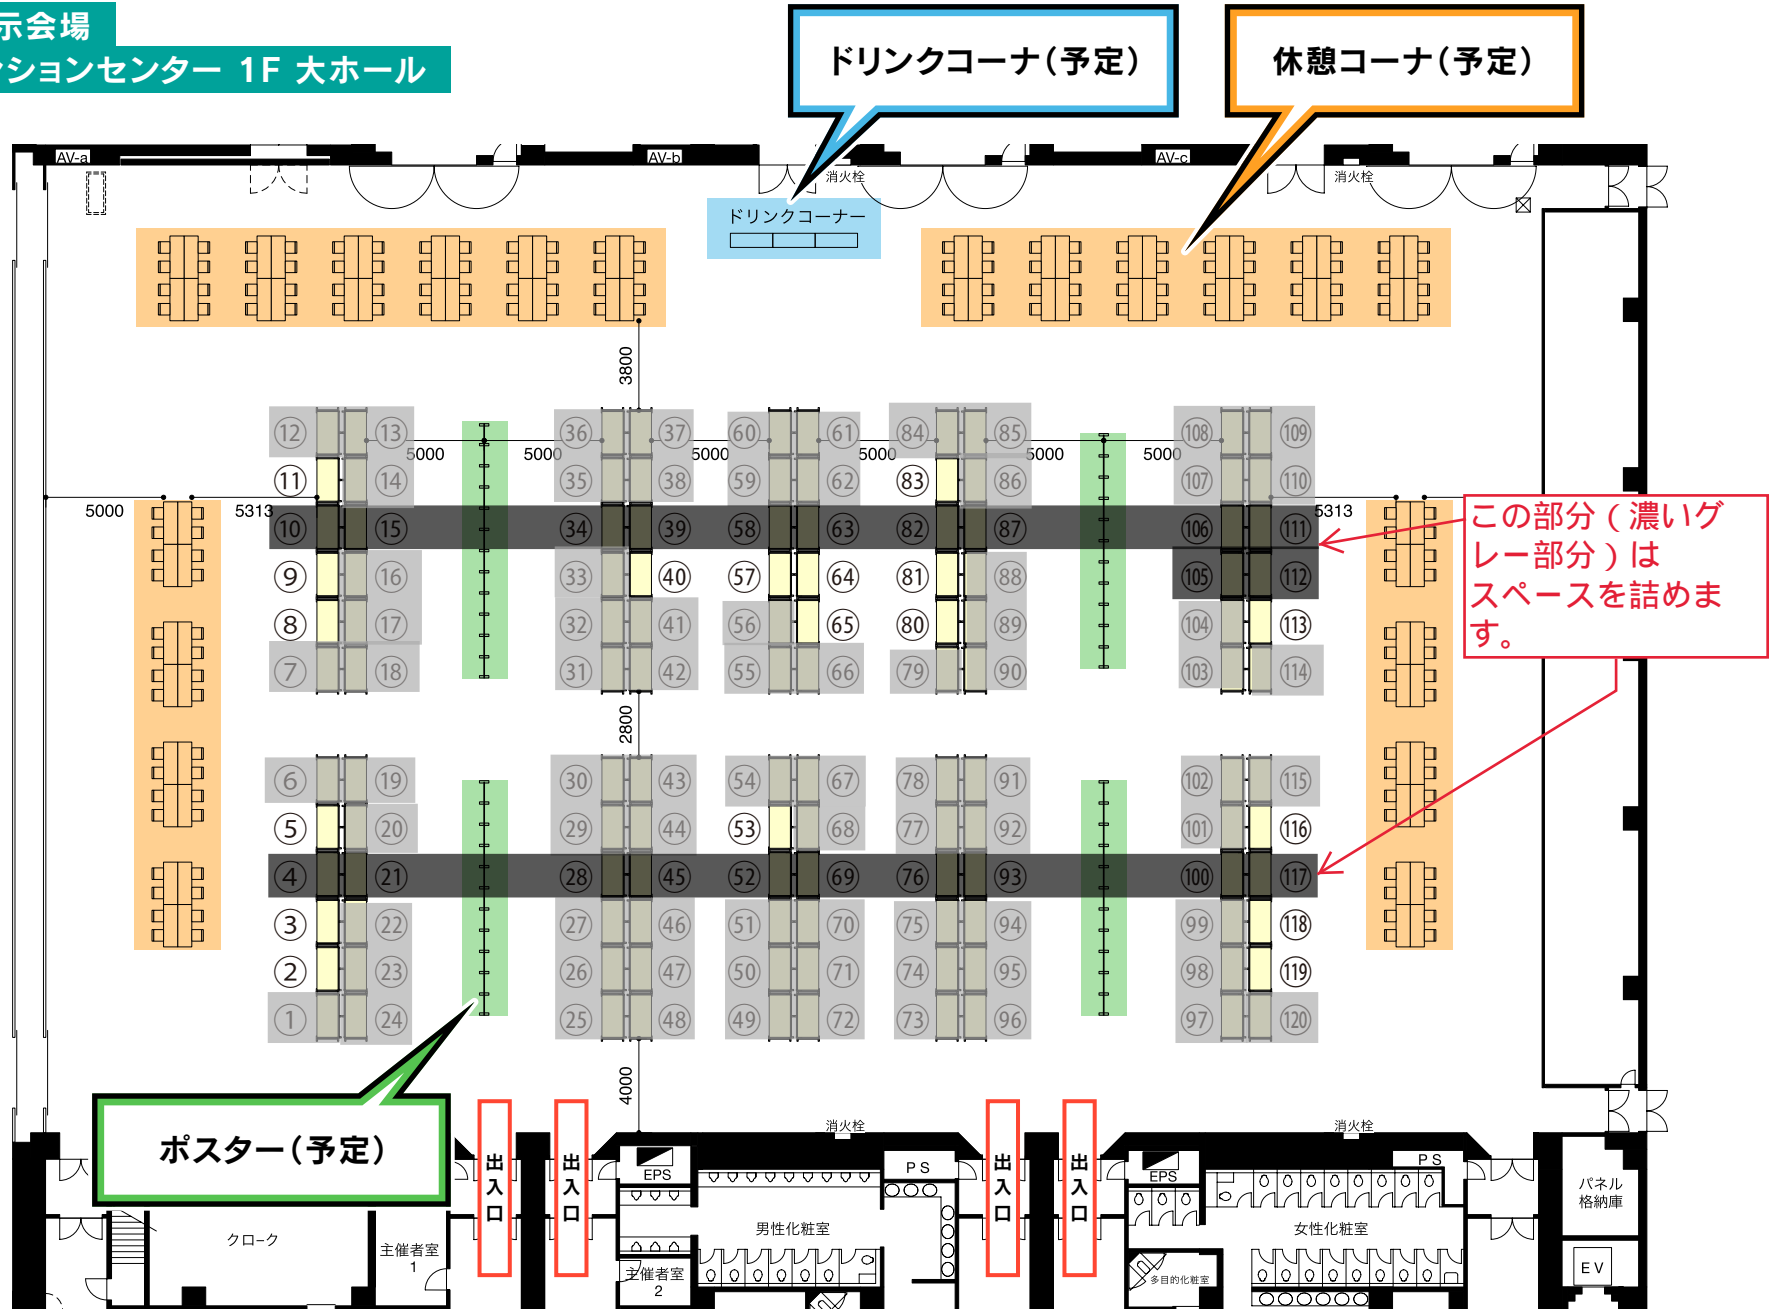 示会場
ンションセンター 1F 大ホール
ドリンクコーナ(予定)
休憩コーナ(予定)
AV-a
AV-b
AV-c
消火栓
消火栓
ドリンクコーナー
3800
⑫ ⑬ ㊱ ㊲ 60 61 84 85 108 109
5000 5000 5000 5000 5000 5000
⑪ ⑭ ㉟ ㊳ 59 62 83 86 107 110
5000 5313 5313
⑩ ⑮ ㉞ ㊴ 58 63 82 87 106 111
⑨ ⑯ ㉝ ㊵ 57 64 81 88 105 112
⑧ ⑰ ㉜ ㊶ 56 65 80 89 104 113
⑦ ⑱ ㉛ ㊷ 55 66 79 90 103 114
この部分(濃いグ
レー部分)は
スペースを詰めま
す。
2800
⑥ ⑲ ㉚ ㊸ 54 67 78 91 102 115
⑤ ⑳ ㉙ ㊹ 53 68 77 92 101 116
④ ㉑ ㉘ ㊺ 52 69 76 93 100 117
③ ㉒ ㉗ ㊻ 51 70 75 94 99 118
② ㉓ ㉖ ㊼ 50 71 74 95 98 119
① ㉔ ㉕ ㊽ 49 72 73 96 97 120
4000
ポスター(予定)
消火栓
消火栓
出入口
出入口
出入口
出入口
EPS
PS
EPS
PS
パネル
格納庫
クローク
主催者室
1
男性化粧室
主催者室
2
女性化粧室
多目的化粧室
EV